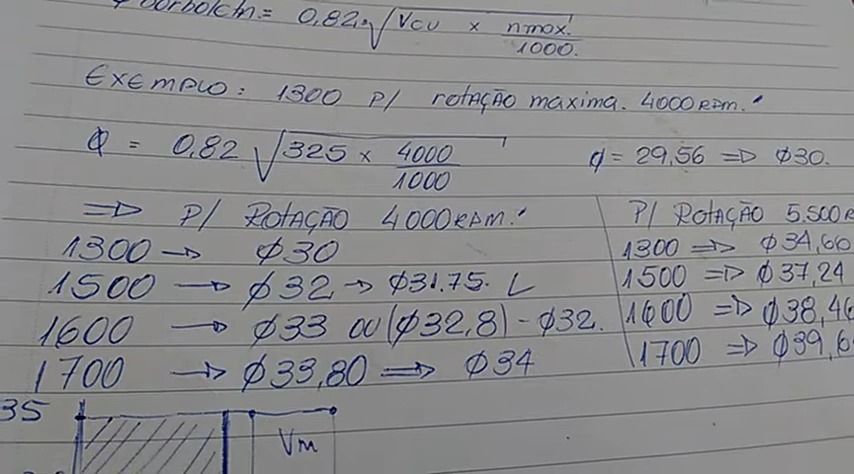 borboleta = 0,82.√Vcu x nmax./1000.
Exemplo: 1300 P/ rotação maxima. 4000RPM.
φ = 0,82 √325 x 4000/1000 φ = 29,56 => Ø30.
=> P/ Rotação 4000RPM. P/ Rotação 5.500R
1300 → Ø30 1300 => Ø34,66
1500 → Ø32 → Ø31.75. L 1500 => Ø37,24
1600 → Ø33 ou (Ø32,8) - Ø32. 1600 => Ø38,46
1700 → Ø33,80 => Ø34 1700 => Ø39,6
35 Vm